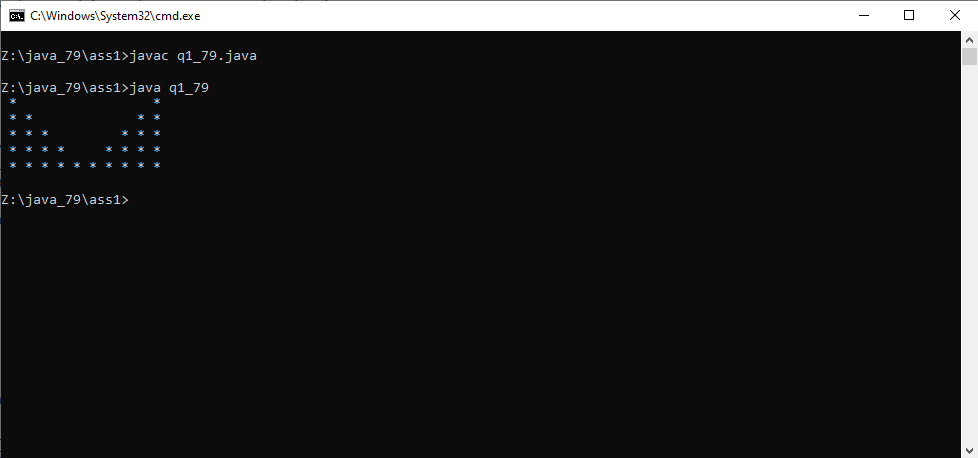 C:\Windows\System32\cmd.exe
Z:\java_79\ass1>javac q1_79.java
Z:\java_79\ass1>java q1_79
 *                 *
 * *             * *
 * * *         * * *
 * * * *     * * * *
 * * * * * * * * * *
Z:\java_79\ass1>